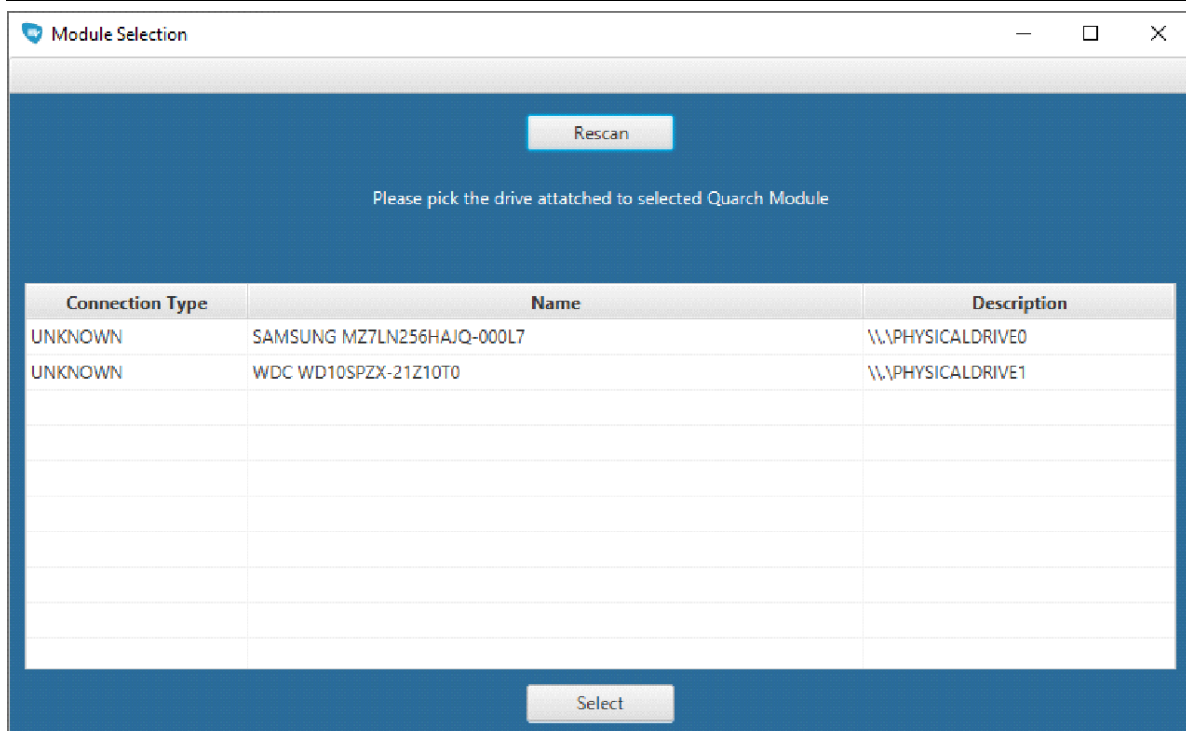 Module Selection
Rescan
Please pick the drive attatched to selected Quarch Module
Connection Type Name Description
UNKNOWN SAMSUNG MZ7LN256HAJQ-000L7 \\.\PHYSICALDRIVE0
UNKNOWN WDC WD10SPZX-21Z10T0 \\.\PHYSICALDRIVE1
Select